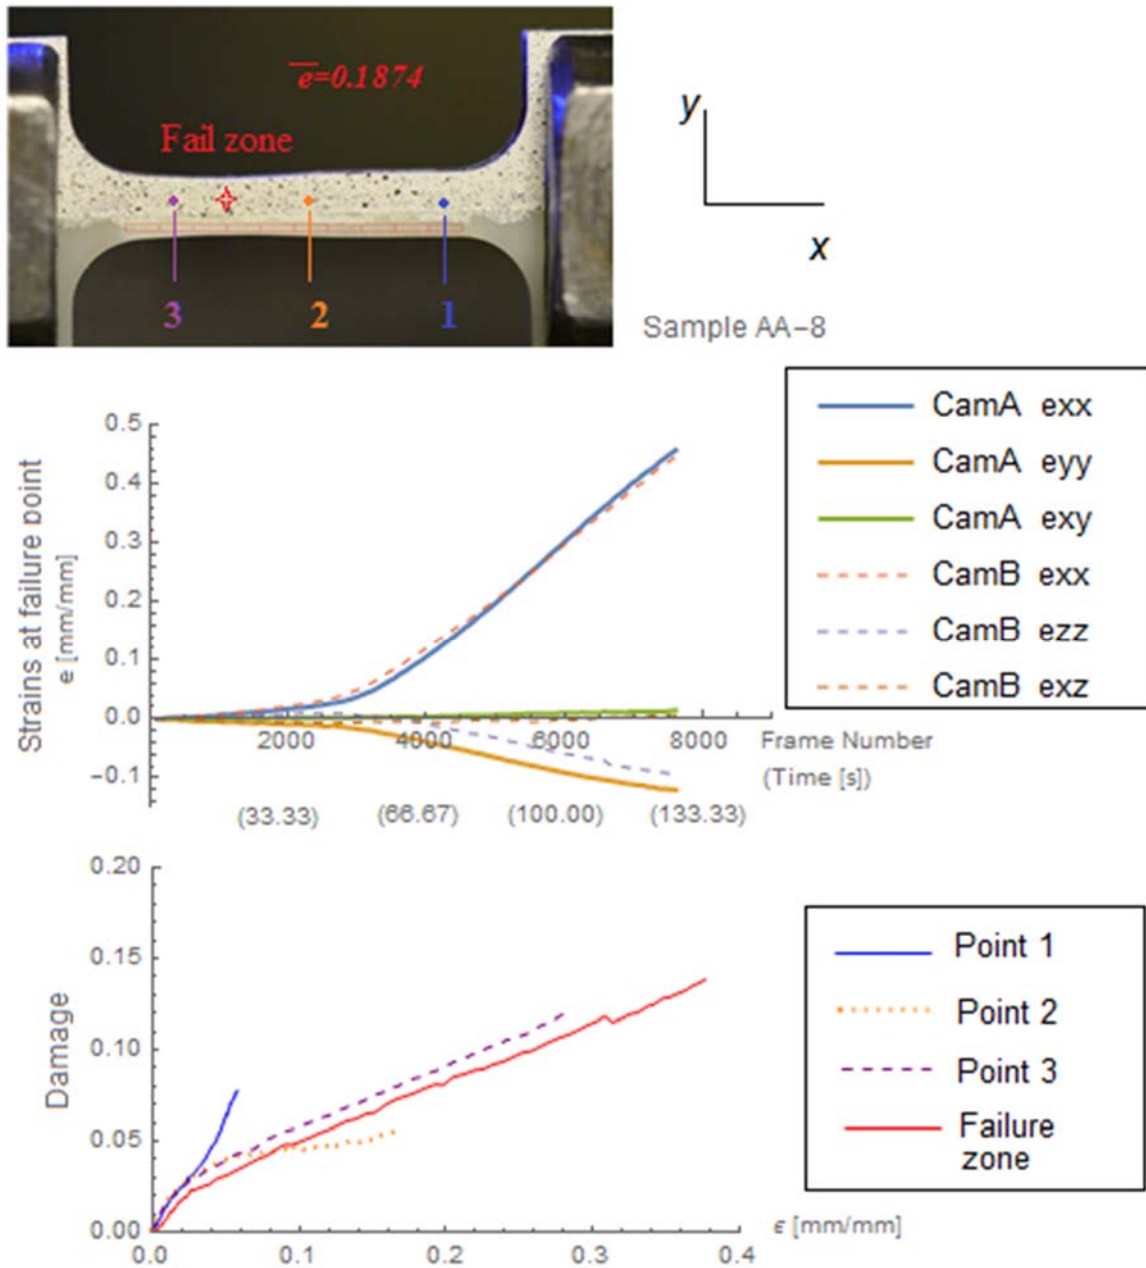 e=0.1874
Fail zone
3
2
1
y
x
Sample AA-8
CamA exx
CamA eyy
CamA exy
CamB exx
CamB ezz
CamB exz
Strains at failure point
e [mm/mm]
0.5
0.4
0.3
0.2
0.1
0.0
-0.1
2000 4000 6000 8000 Frame Number
(Time [s])
(33.33) (66.67) (100.00) (133.33)
Damage
0.20
0.15
0.10
0.05
0.00
0.0 0.1 0.2 0.3 0.4
ϵ [mm/mm]
Point 1
Point 2
Point 3
Failure
zone